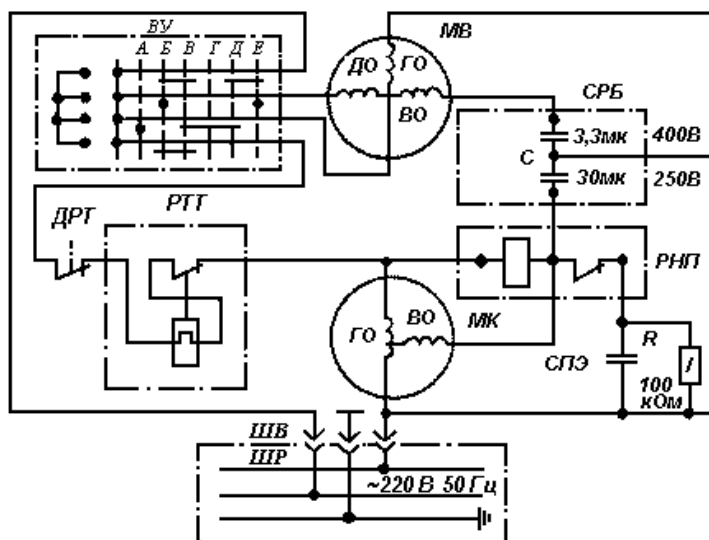 ВУ
А Б В Г Д Е
МВ
ДО ГО
ВО
СРБ
3,3мк 400В
С
30мк 250В
ДРТ РТТ
РНП
МК
ГО ВО
СПЭ R
100
кОм
ШВ
ШР
~220 В 50 Гц